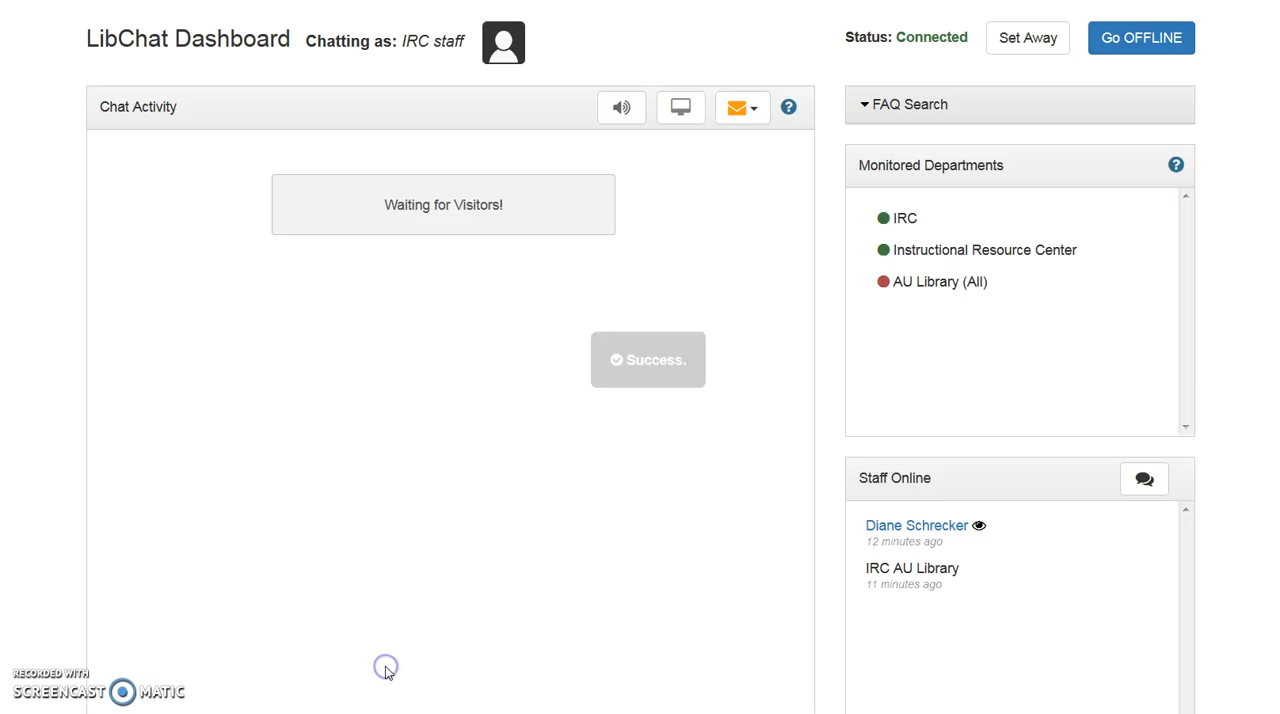 LibChat Dashboard Chatting as: IRC staff
Status: Connected Set Away Go OFFLINE
Chat Activity
?
Waiting for Visitors!
Success.
FAQ Search
Monitored Departments ?
IRC
Instructional Resource Center
AU Library (All)
Staff Online
Diane Schrecker
12 minutes ago
IRC AU Library
11 minutes ago
RECORDED WITH
SCREENCAST MATIC